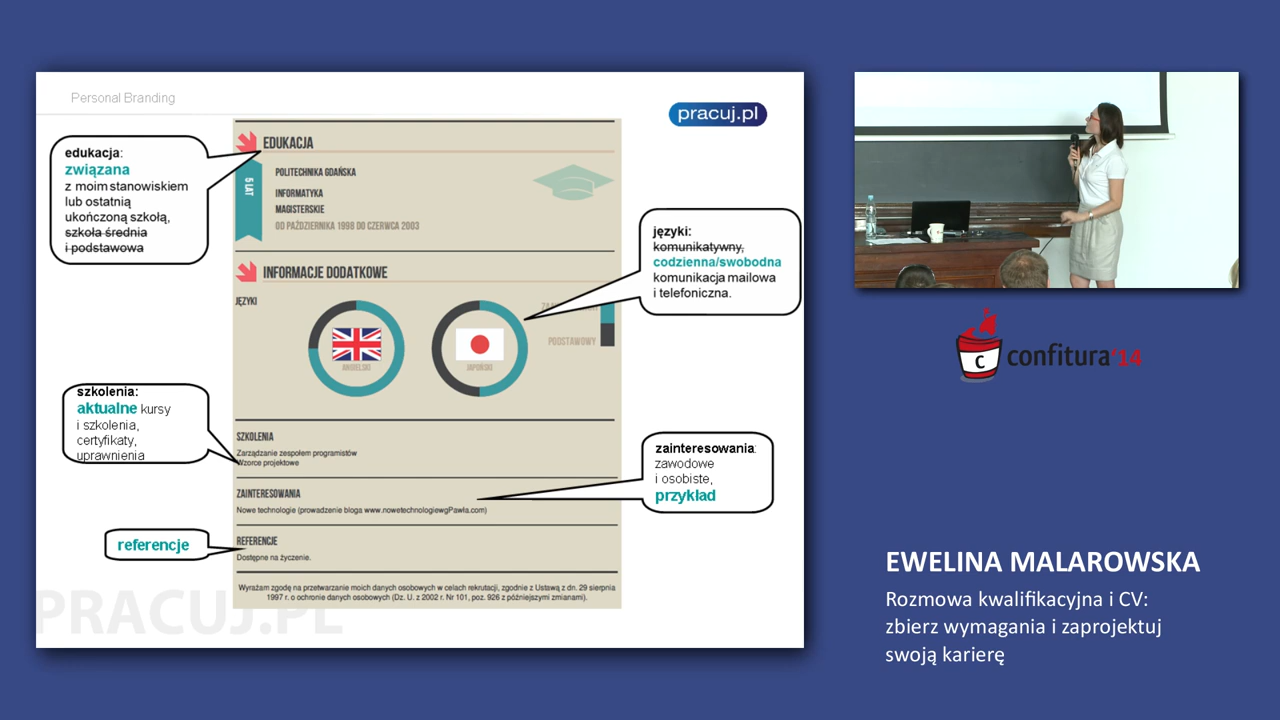 Personal Branding
pracuj.pl
edukacja:
związana
z moim stanowiskiem
lub ostatnią
ukończoną szkołą,
szkoła średnia
i podstawowa
EDUKACJA
5 LAT
POLITECHNIKA GDAŃSKA
INFORMATYKA
MAGISTERSKIE
OD PAŹDZIERNIKA 1998 DO CZERWCA 2003
języki:
komunikatywny,
codzienna/swobodna
komunikacja mailowa
i telefoniczna.
INFORMACJE DODATKOWE
JĘZYKI
ANGIELSKI
JAPOŃSKI
PODSTAWOWY
szkolenia:
aktualne kursy
i szkolenia,
certyfikaty,
uprawnienia
SZKOLENIA
Zarządzanie zespołem programistów
Wzorce projektowe
zainteresowania:
zawodowe
i osobiste,
przykład
ZAINTERESOWANIA
Nowe technologie (prowadzenie bloga www.nowetechnologiewgPawła.com)
referencje
REFERENCJE
Dostępne na życzenie.
Wyrażam zgodę na przetwarzanie moich danych osobowych w celach rekrutacji, zgodnie z Ustawą z dn. 29 sierpnia
1997 r. o ochronie danych osobowych (Dz. U. z 2002 r. Nr 101, poz. 926 z późniejszymi zmianami).
PRACUJ.PL
C
confitura'14
EWELINA MALAROWSKA
Rozmowa kwalifikacyjna i CV:
zbierz wymagania i zaprojektuj
swoją karierę